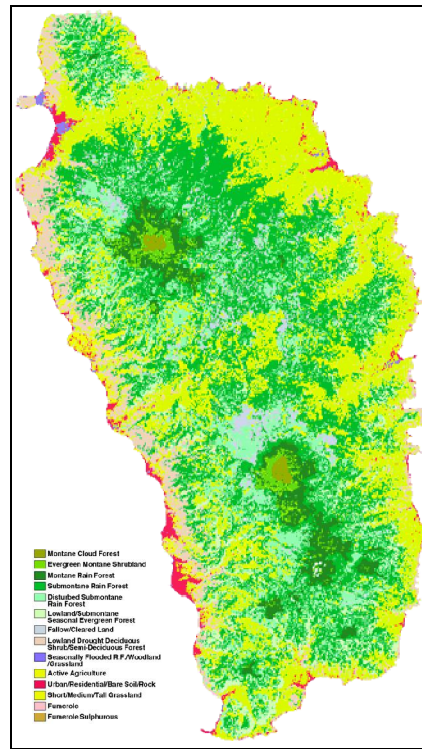 Montane Cloud Forest
Evergreen Montane Shrubland
Montane Rain Forest
Submontane Rain Forest
Disturbed Submontane
Rain Forest
Lowland/Submontane
Seasonal Evergreen Forest
Fallow/Cleared Land
Lowland Drought Deciduous
Shrub/Semi-Deciduous Forest
Seasonally Flooded R.F./Woodland
/Grassland
Active Agriculture
Urban/Residential/Bare Soil/Rock
Short/Medium/Tall Grassland
Fumerole
Fumerole Sulphurous